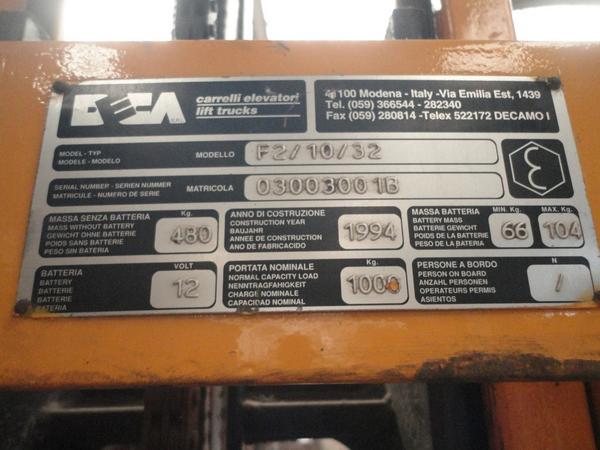 DECA
carrelli elevatori
lift trucks
41100 Modena - Italy -Via Emilia Est, 1439
Tel. (059) 366544 - 282340
Fax (059) 280814 -Telex 522172 DECAMO I
MODEL - TYP
MODELE - MODELO
MODELLO
F2/10/32
SERIAL NUMBER - SERIEN NUMMER
MATRICULE - NUMERO DE SERIE
MATRICOLA
03003001B
MASSA SENZA BATTERIA
MASS WITHOUT BATTERY
GEWICHT OHNE BATTERIE
POIDS SANS BATTERIE
PESO SIN BATERIA
Kg.
480
ANNO DI COSTRUZIONE
CONSTRUCTION YEAR
BAUJAHR
ANNEE DE CONSTRUCTION
ANO DE FABRICACIDO
1994
MASSA BATTERIA
BATTERY MASS
BATTERIE GEWICHT
POIDS DE LA BATTERIE
PESO DE LA BATERIA
MIN. Kg.
66
MAX. Kg.
104
BATTERIA
BATTERY
BATTERIE
BATTERIE
BATERIA
VOLT
12
PORTATA NOMINALE
NORMAL CAPACITY LOAD
NENNTRAGFAHIGKEIT
CHARGE NOMINALE
CAPACIDAD NOMINAL
Kg.
1000
PERSONE A BORDO
PERSON ON BOARD
ANZAHL PERSONEN
OPERATEURS PERMIS
ASIENTOS
N
/